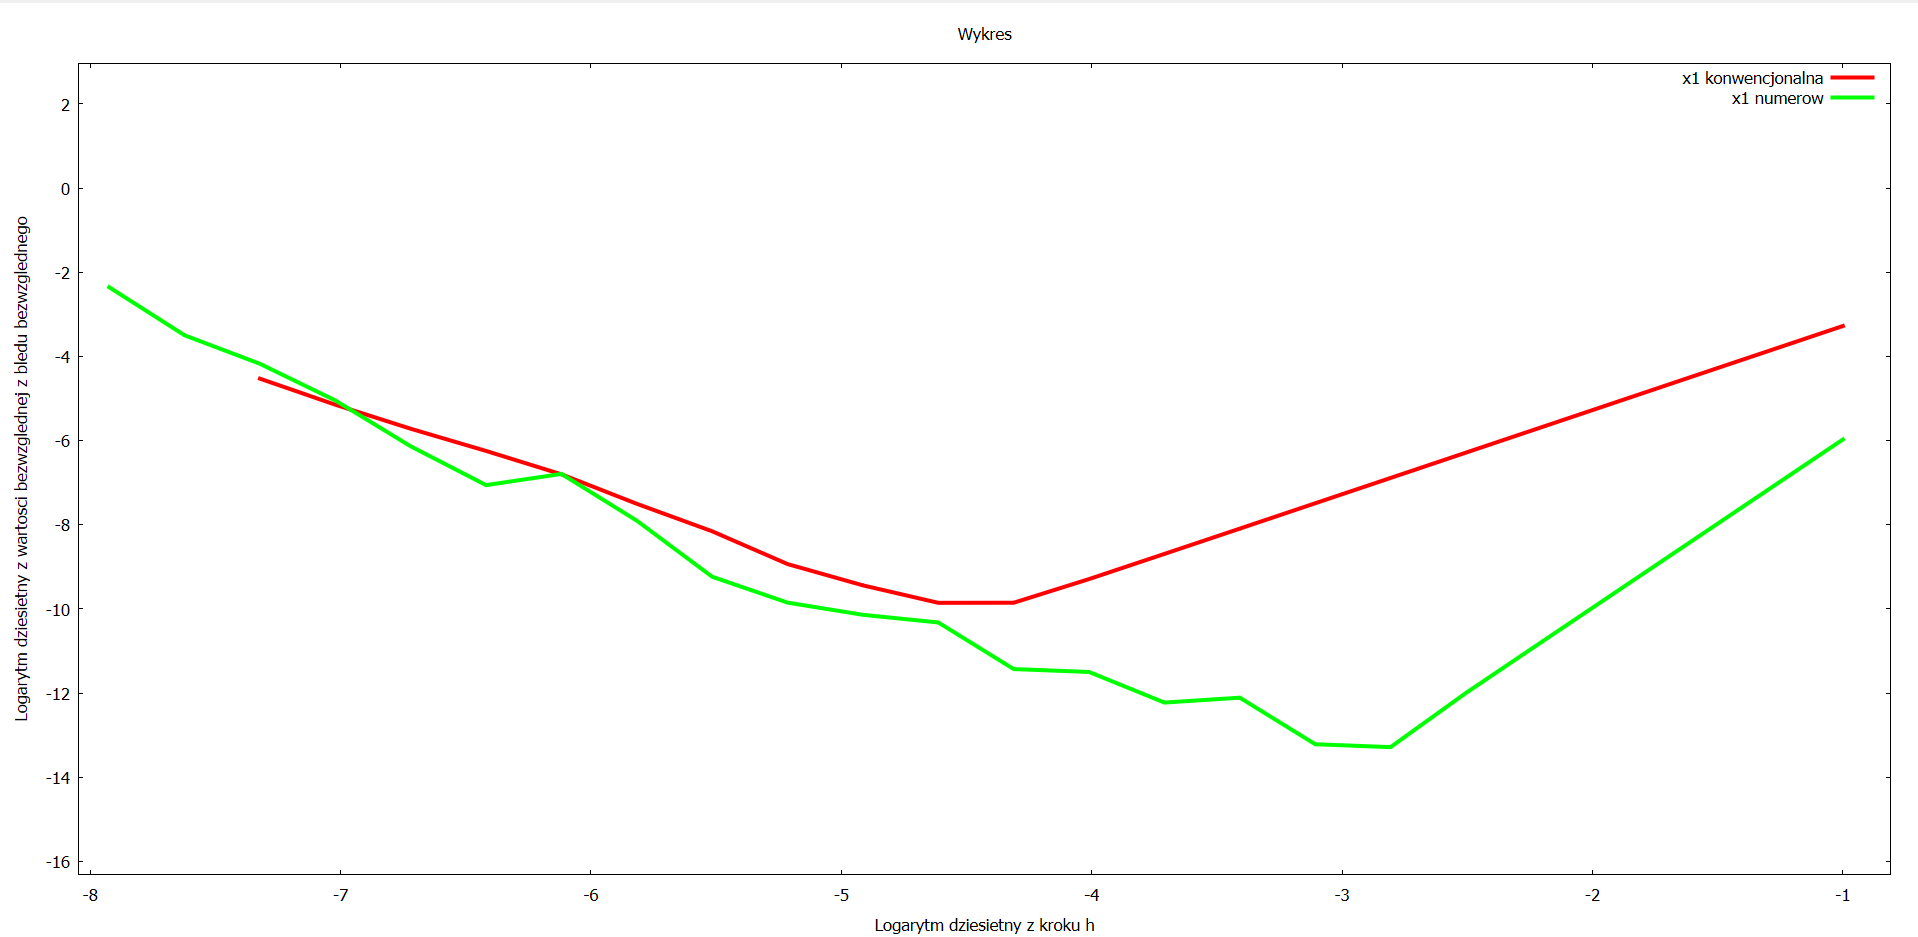 Wykres
x1 konwencjonalna
x1 numerow
2
0
-2
-4
-6
-8
-10
-12
-14
-16
Logarytm dziesietny z wartosci bezwzglednej z bledu bezwzglednego
-8 -7 -6 -5 -4 -3 -2 -1
Logarytm dziesietny z kroku h